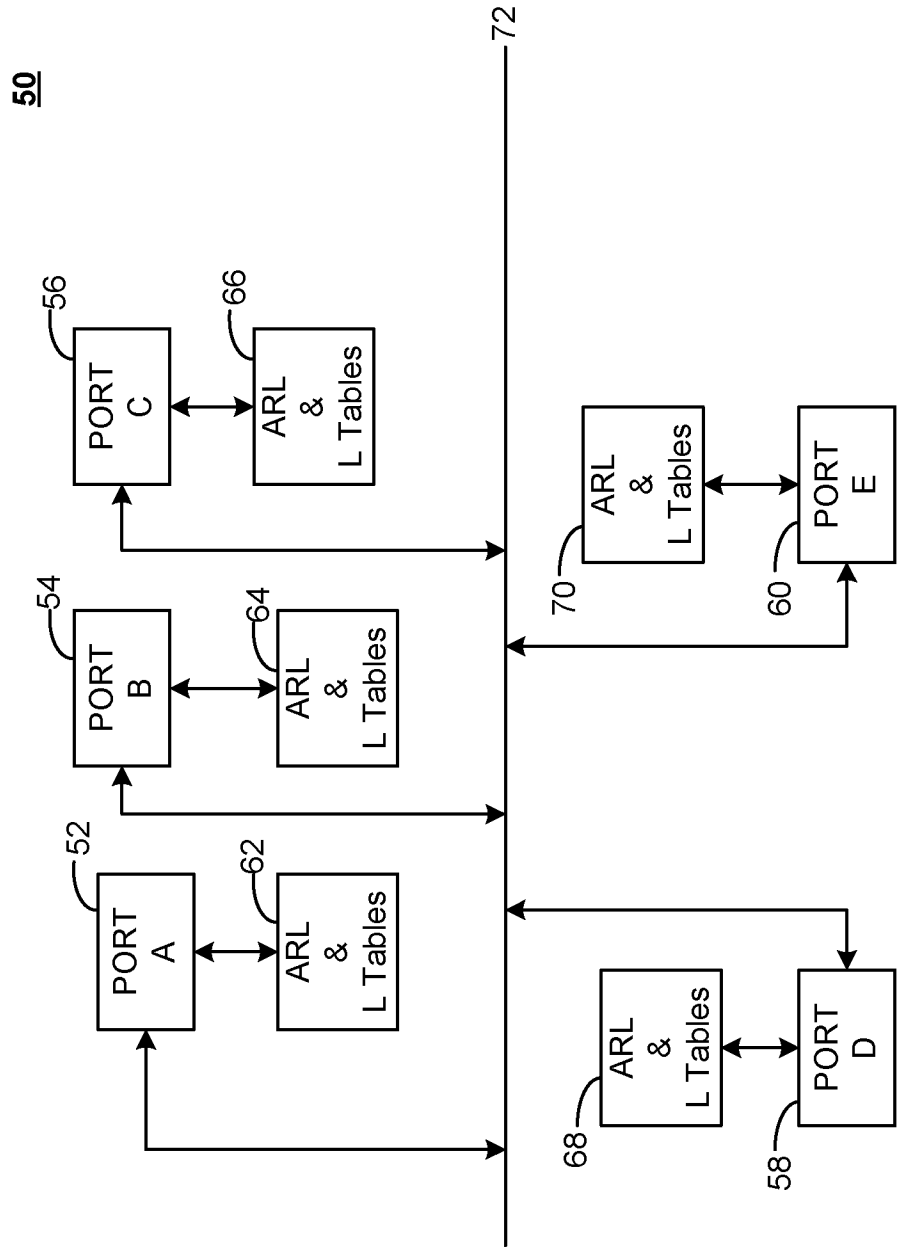 50
52
PORT
A
62
ARL
&
L Tables
54
PORT
B
64
ARL
&
L Tables
56
PORT
C
66
ARL
&
L Tables
72
68
ARL
&
L Tables
58
PORT
D
70
ARL
&
L Tables
60
PORT
E